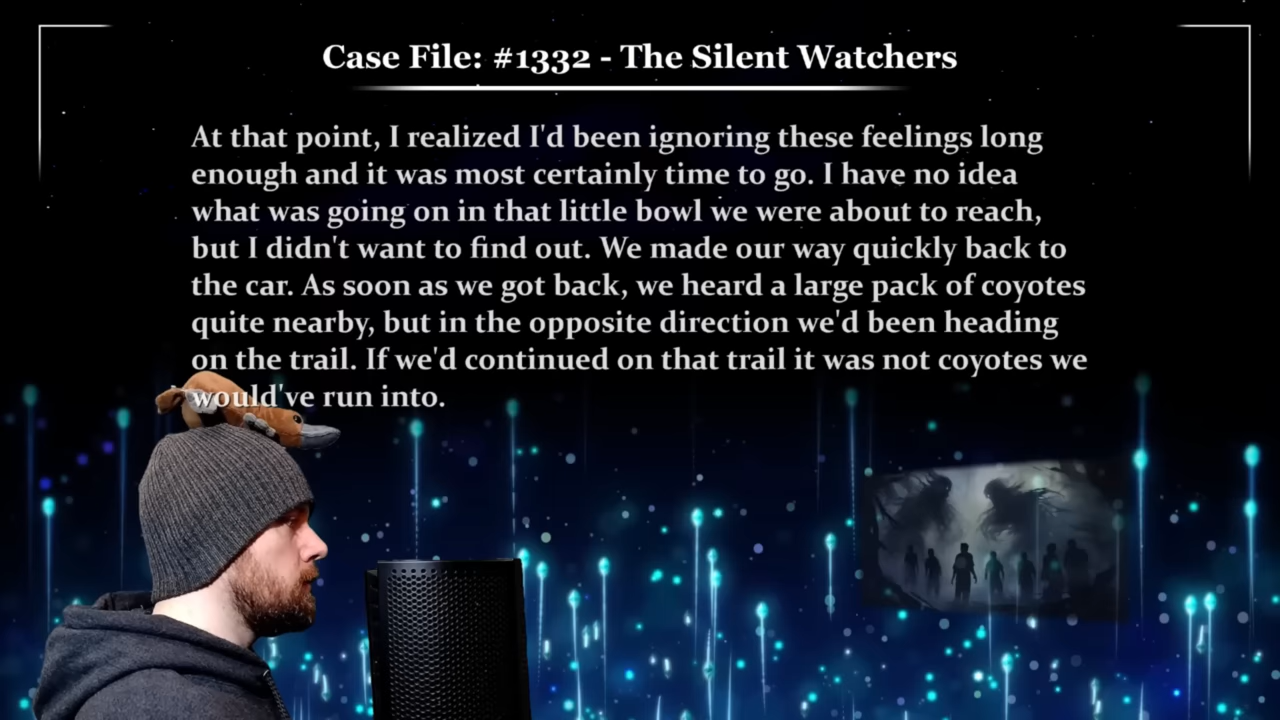 Case File: #1332 - The Silent Watchers
At that point, I realized I'd been ignoring these feelings long
enough and it was most certainly time to go. I have no idea
what was going on in that little bowl we were about to reach,
but I didn't want to find out. We made our way quickly back to
the car. As soon as we got back, we heard a large pack of coyotes
quite nearby, but in the opposite direction we'd been heading
on the trail. If we'd continued on that trail it was not coyotes we
would've run into.